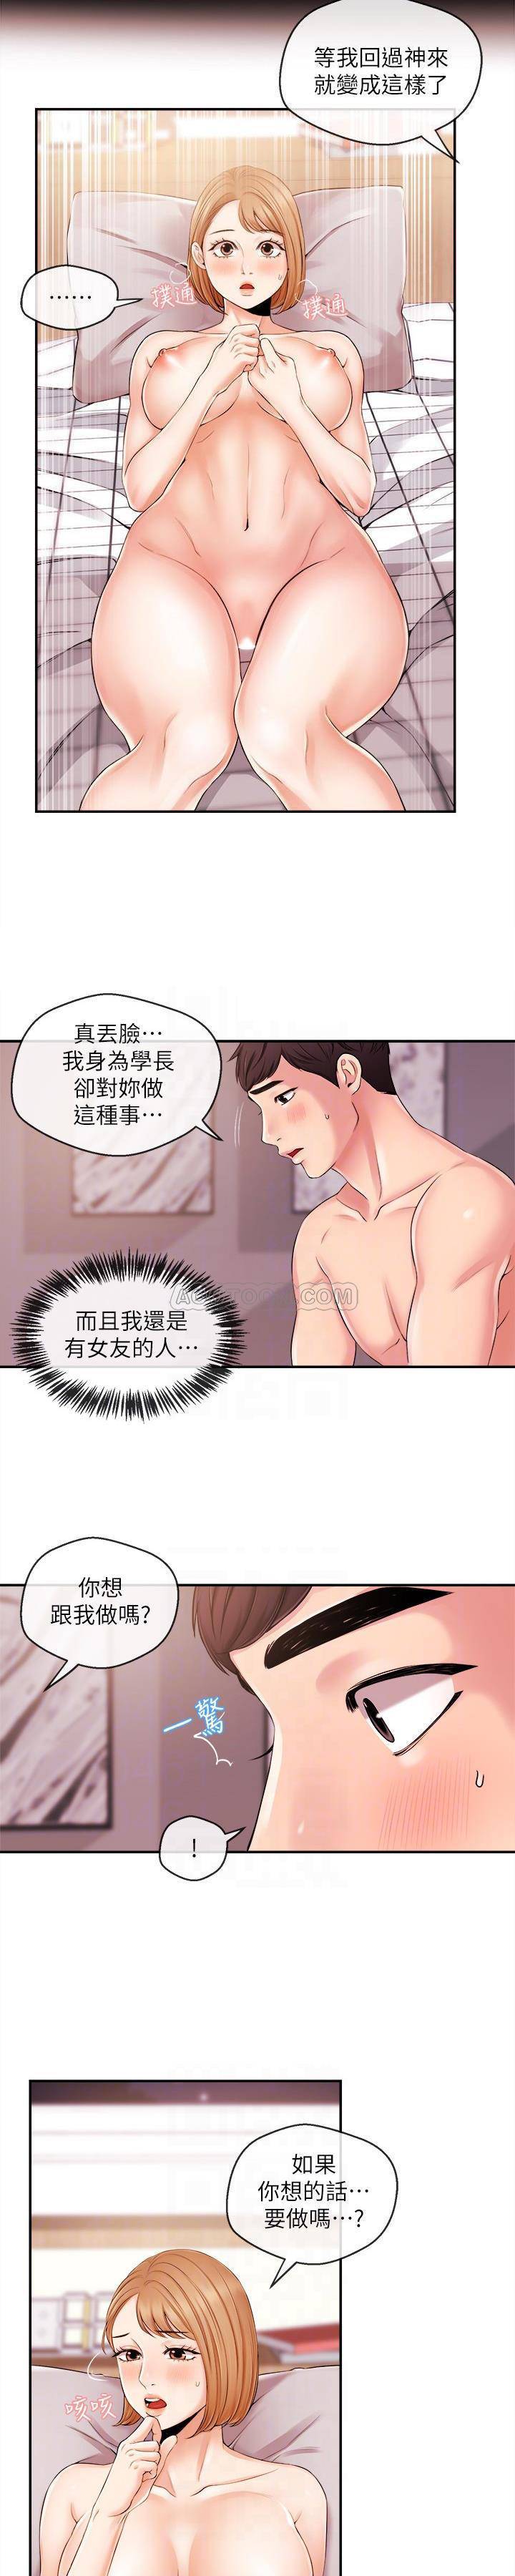 等我回過神來
就變成這樣了
……
撲通
撲通
真丟臉…
我身為學長
卻對妳做
這種事…
而且我還是
有女友的人…
你想
跟我做嗎?
一驚
!
如果
你想的話…
要做嗎…?
咳咳